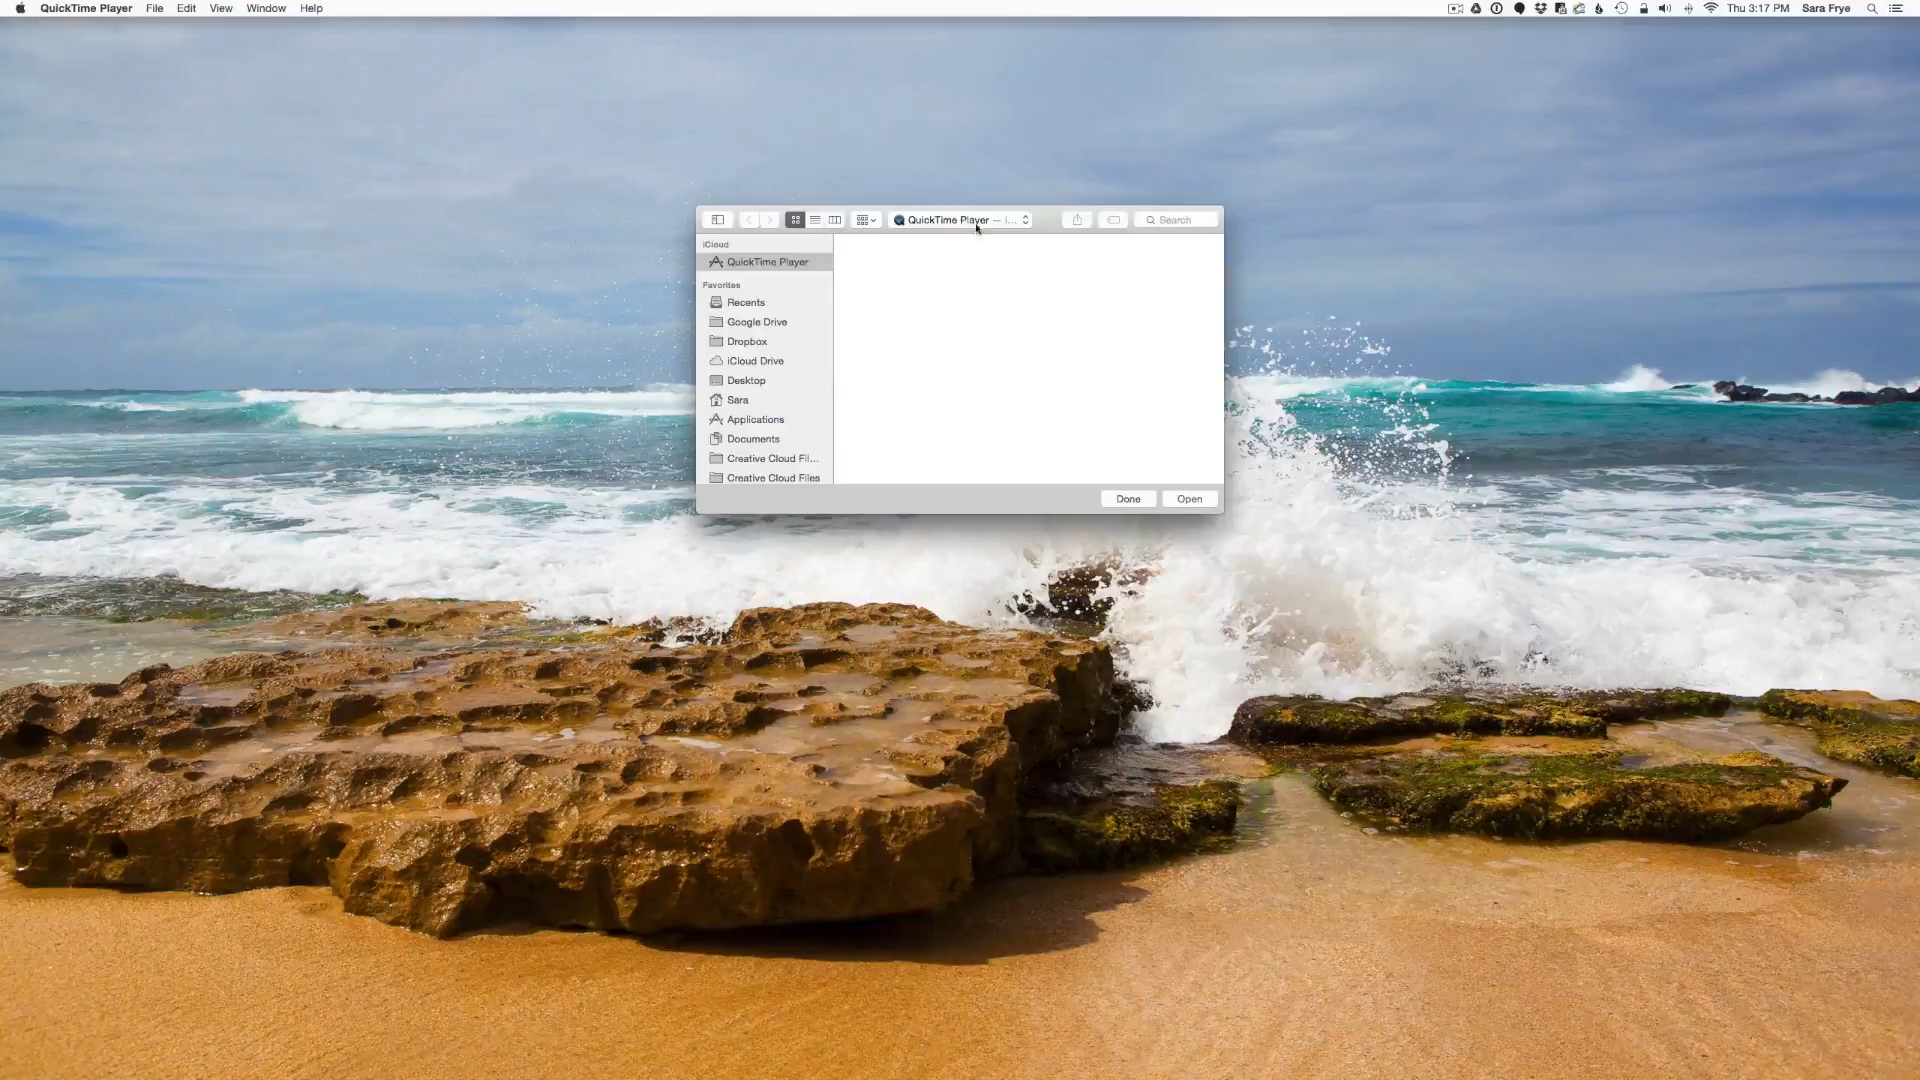 QuickTime Player File Edit View Window Help Thu 3:17 PM Sara Frye
QuickTime Player — i... Search
iCloud
QuickTime Player
Favorites
Recents
Google Drive
Dropbox
iCloud Drive
Desktop
Sara
Applications
Documents
Creative Cloud Fil...
Creative Cloud Files
Done Open